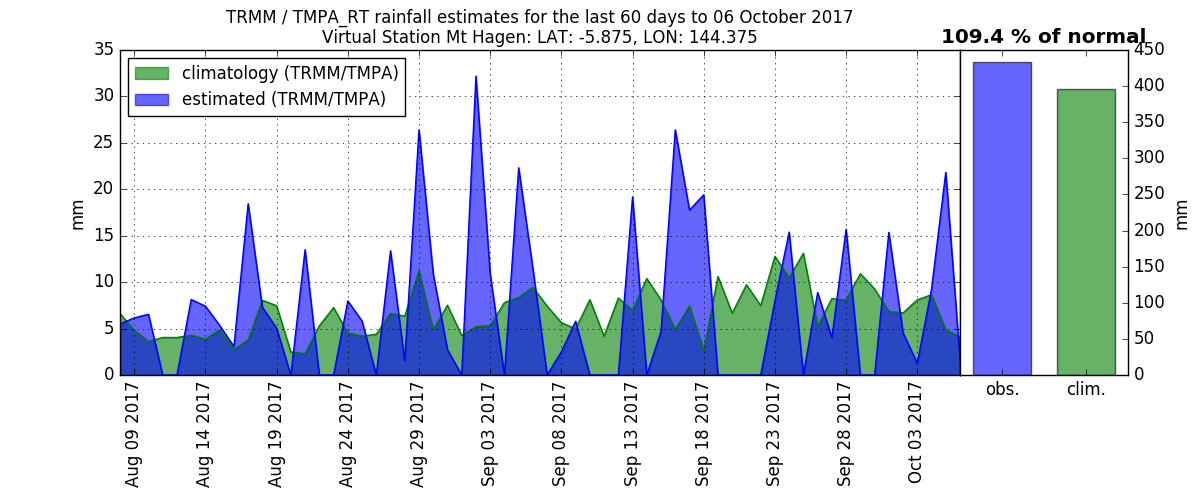 TRMM / TMPA_RT rainfall estimates for the last 60 days to 06 October 2017
Virtual Station Mt Hagen: LAT: -5.875, LON: 144.375
109.4 % of normal
climatology (TRMM/TMPA)
estimated (TRMM/TMPA)
35
30
25
20
15
10
5
0
mm
Aug 09 2017
Aug 14 2017
Aug 19 2017
Aug 24 2017
Aug 29 2017
Sep 03 2017
Sep 08 2017
Sep 13 2017
Sep 18 2017
Sep 23 2017
Sep 28 2017
Oct 03 2017
450
400
350
300
250
200
150
100
50
0
mm
obs.
clim.